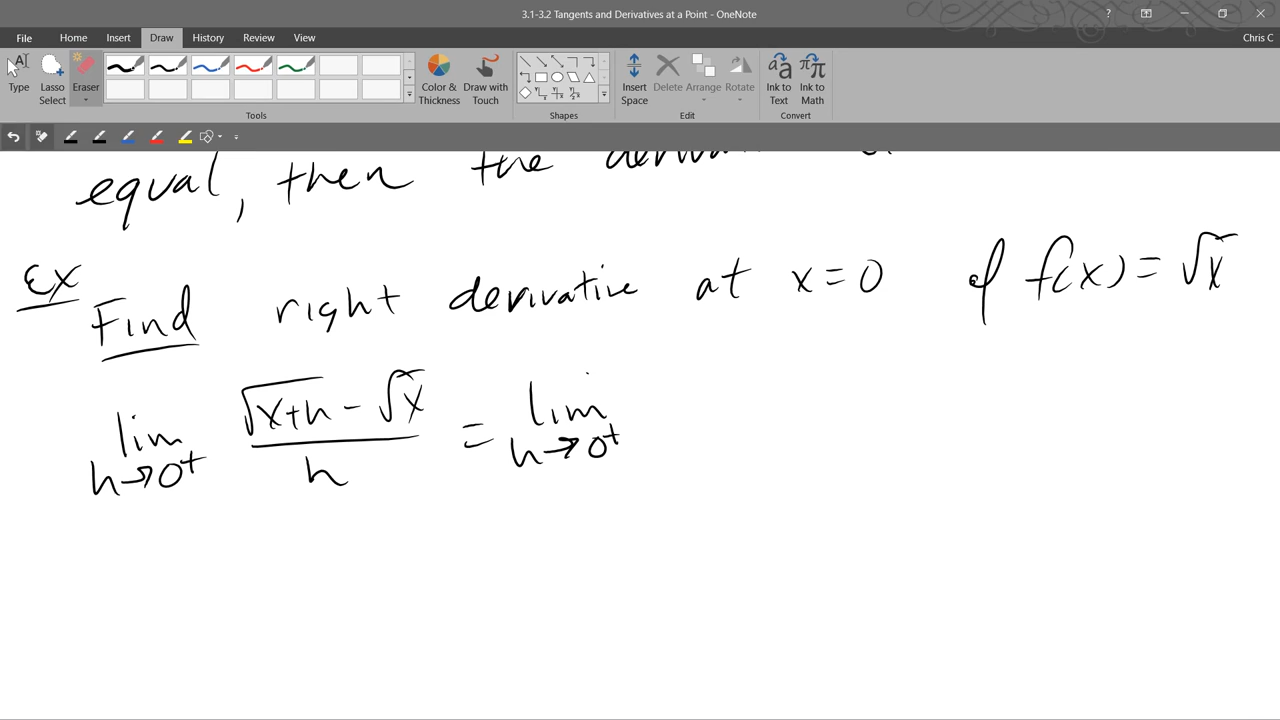 3.1-3.2 Tangents and Derivatives at a Point - OneNote
File Home Insert Draw History Review View Chris C
Type Lasso Select Eraser Color & Thickness Draw with Touch Insert Space Delete Arrange Rotate Ink to Text Ink to Math
Tools Shapes Edit Convert
equal, then the
Ex Find right derivative at x=0 if f(x) = √x
lim h→0⁺ (√(x+h) - √x)/h = lim h→0⁺